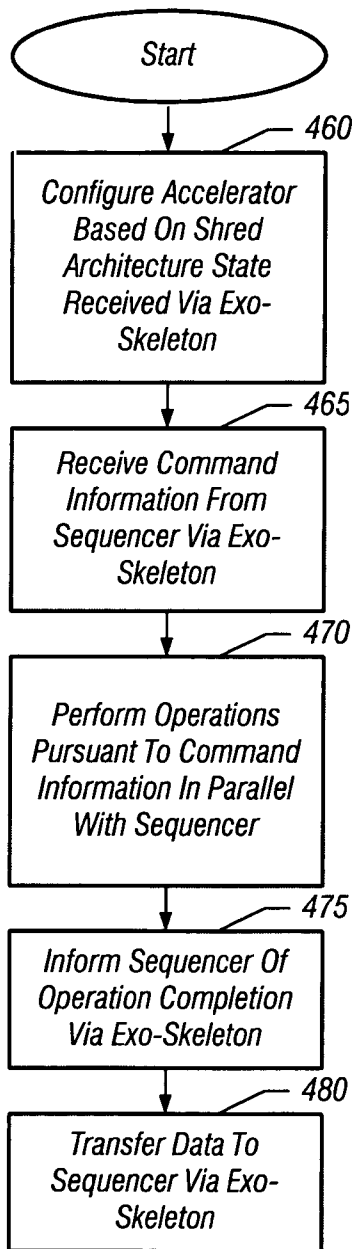 Start
460
Configure Accelerator
Based On Shred
Architecture State
Received Via Exo-
Skeleton
465
Receive Command
Information From
Sequencer Via Exo-
Skeleton
470
Perform Operations
Pursuant To Command
Information In Parallel
With Sequencer
475
Inform Sequencer Of
Operation Completion
Via Exo-Skeleton
480
Transfer Data To
Sequencer Via Exo-
Skeleton